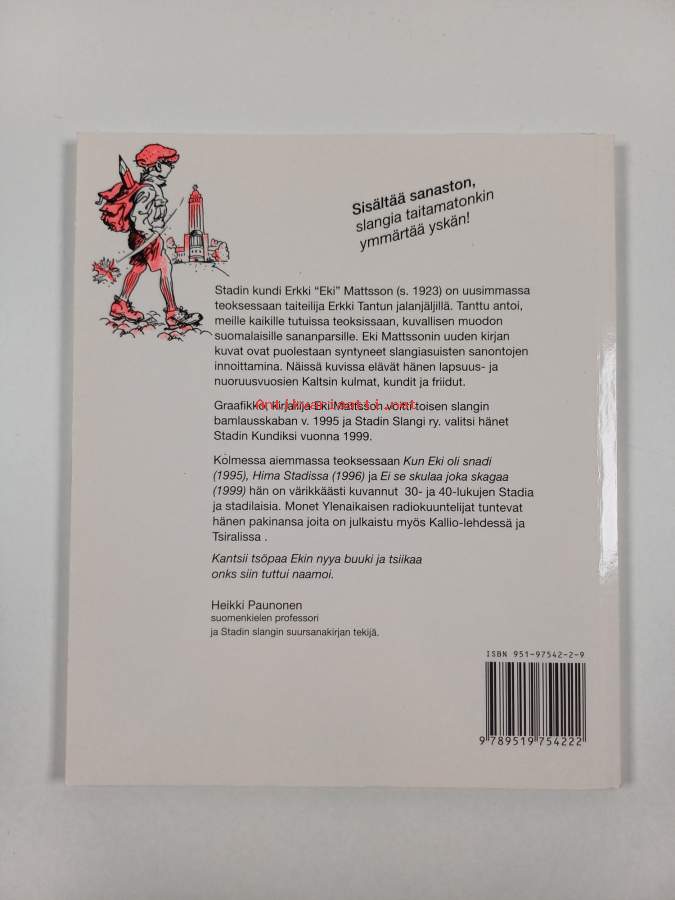 Sisältää sanaston,
slangia taitamatonkin
ymmärtää yskän!
Stadin kundi Erkki “Eki” Mattsson (s. 1923) on uusimmassa
teoksessaan taiteilija Erkki Tantun jalanjäljillä. Tanttu antoi,
meille kaikille tutuissa teoksissaan, kuvallisen muodon
suomalaisille sananparsille. Eki Mattssonin uuden kirjan
kuvat ovat puolestaan syntyneet slangiasuisten sanontojen
innoittamina. Näissä kuvissa elävät hänen lapsuus- ja
nuoruusvuosien Kaltsin kulmat, kundit ja friidut.
Graafikko, kirjailija Eki Mattsson voitti toisen slangin
bamlausskaban v. 1995 ja Stadin Slangi ry. valitsi hänet
Stadin Kundiksi vuonna 1999.
Kolmessa aiemmassa teoksessaan Kun Eki oli snadi
(1995), Hima Stadissa (1996) ja Ei se skulaa joka skagaa
(1999) hän on värikkäästi kuvannut 30- ja 40-lukujen Stadia
ja stadilaisia. Monet Ylenaikaisen radiokuuntelijat tuntevat
hänen pakinansa joita on julkaistu myös Kallio-lehdessä ja
Tsiralissa .
Kantsii tsöpaa Ekin nyya buuki ja tsiikaa
onks siin tuttui naamoi.
Heikki Paunonen
suomenkielen professori
ja Stadin slangin suursanakirjan tekijä.
ISBN 951-97542-2-9
9 789519 754222